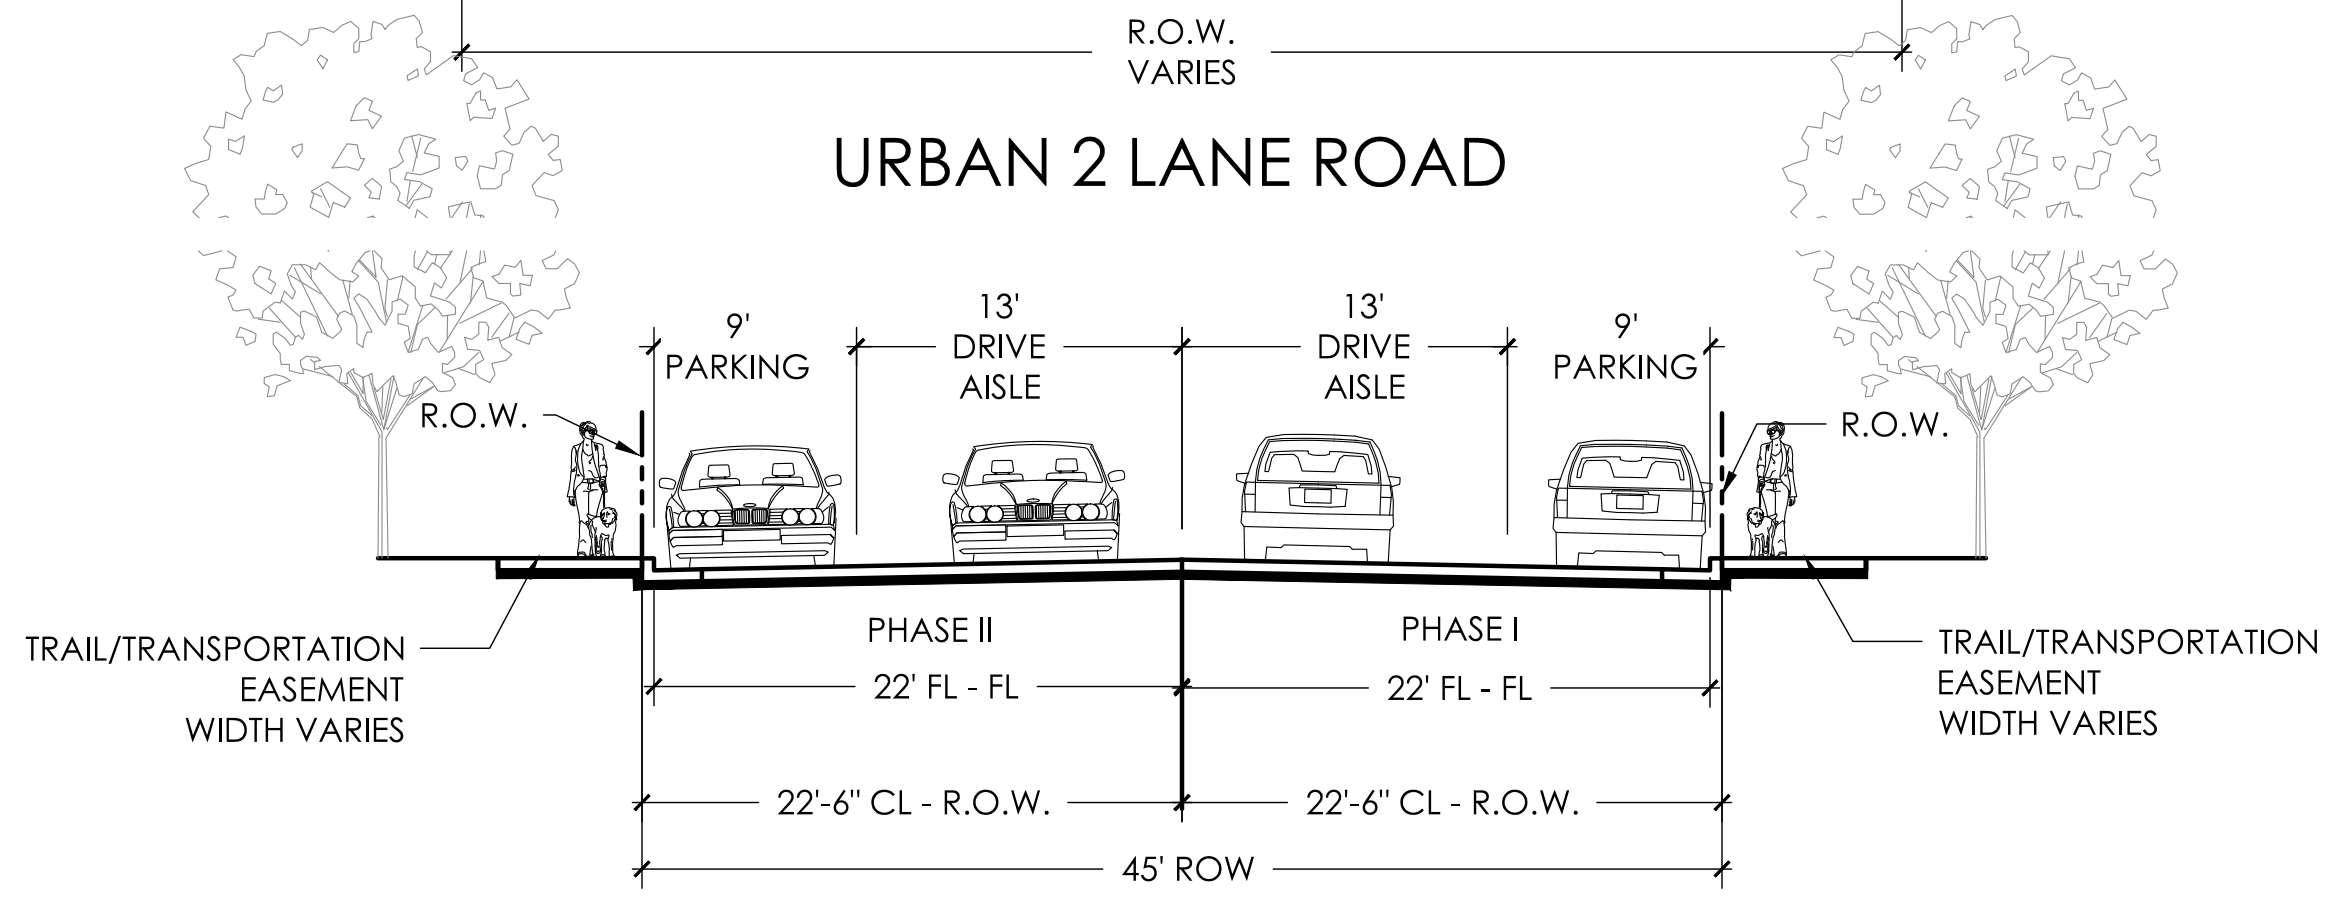 R.O.W.
VARIES
URBAN 2 LANE ROAD
9'
PARKING
13'
DRIVE
AISLE
13'
DRIVE
AISLE
9'
PARKING
R.O.W.
R.O.W.
TRAIL/TRANSPORTATION
EASEMENT
WIDTH VARIES
PHASE II
PHASE I
TRAIL/TRANSPORTATION
EASEMENT
WIDTH VARIES
22' FL - FL
22' FL - FL
22'-6" CL - R.O.W.
22'-6" CL - R.O.W.
45' ROW